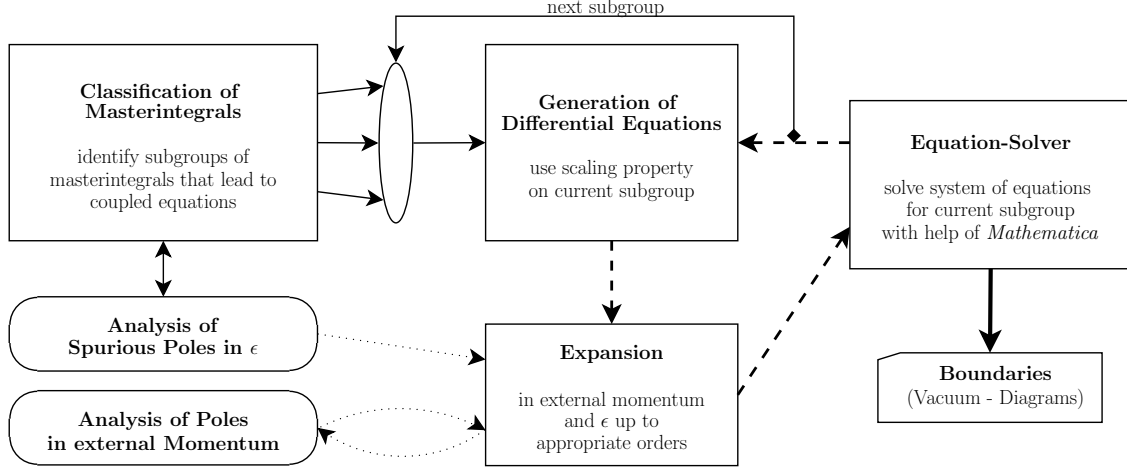 next subgroup
Classification of
Masterintegrals
identify subgroups of
masterintegrals that lead to
coupled equations
Generation of
Differential Equations
use scaling property
on current subgroup
Equation-Solver
solve system of equations
for current subgroup
with help of Mathematica
Analysis of
Spurious Poles in ϵ
Analysis of Poles
in external Momentum
Expansion
in external momentum
and ϵ up to
appropriate orders
Boundaries
(Vacuum - Diagrams)